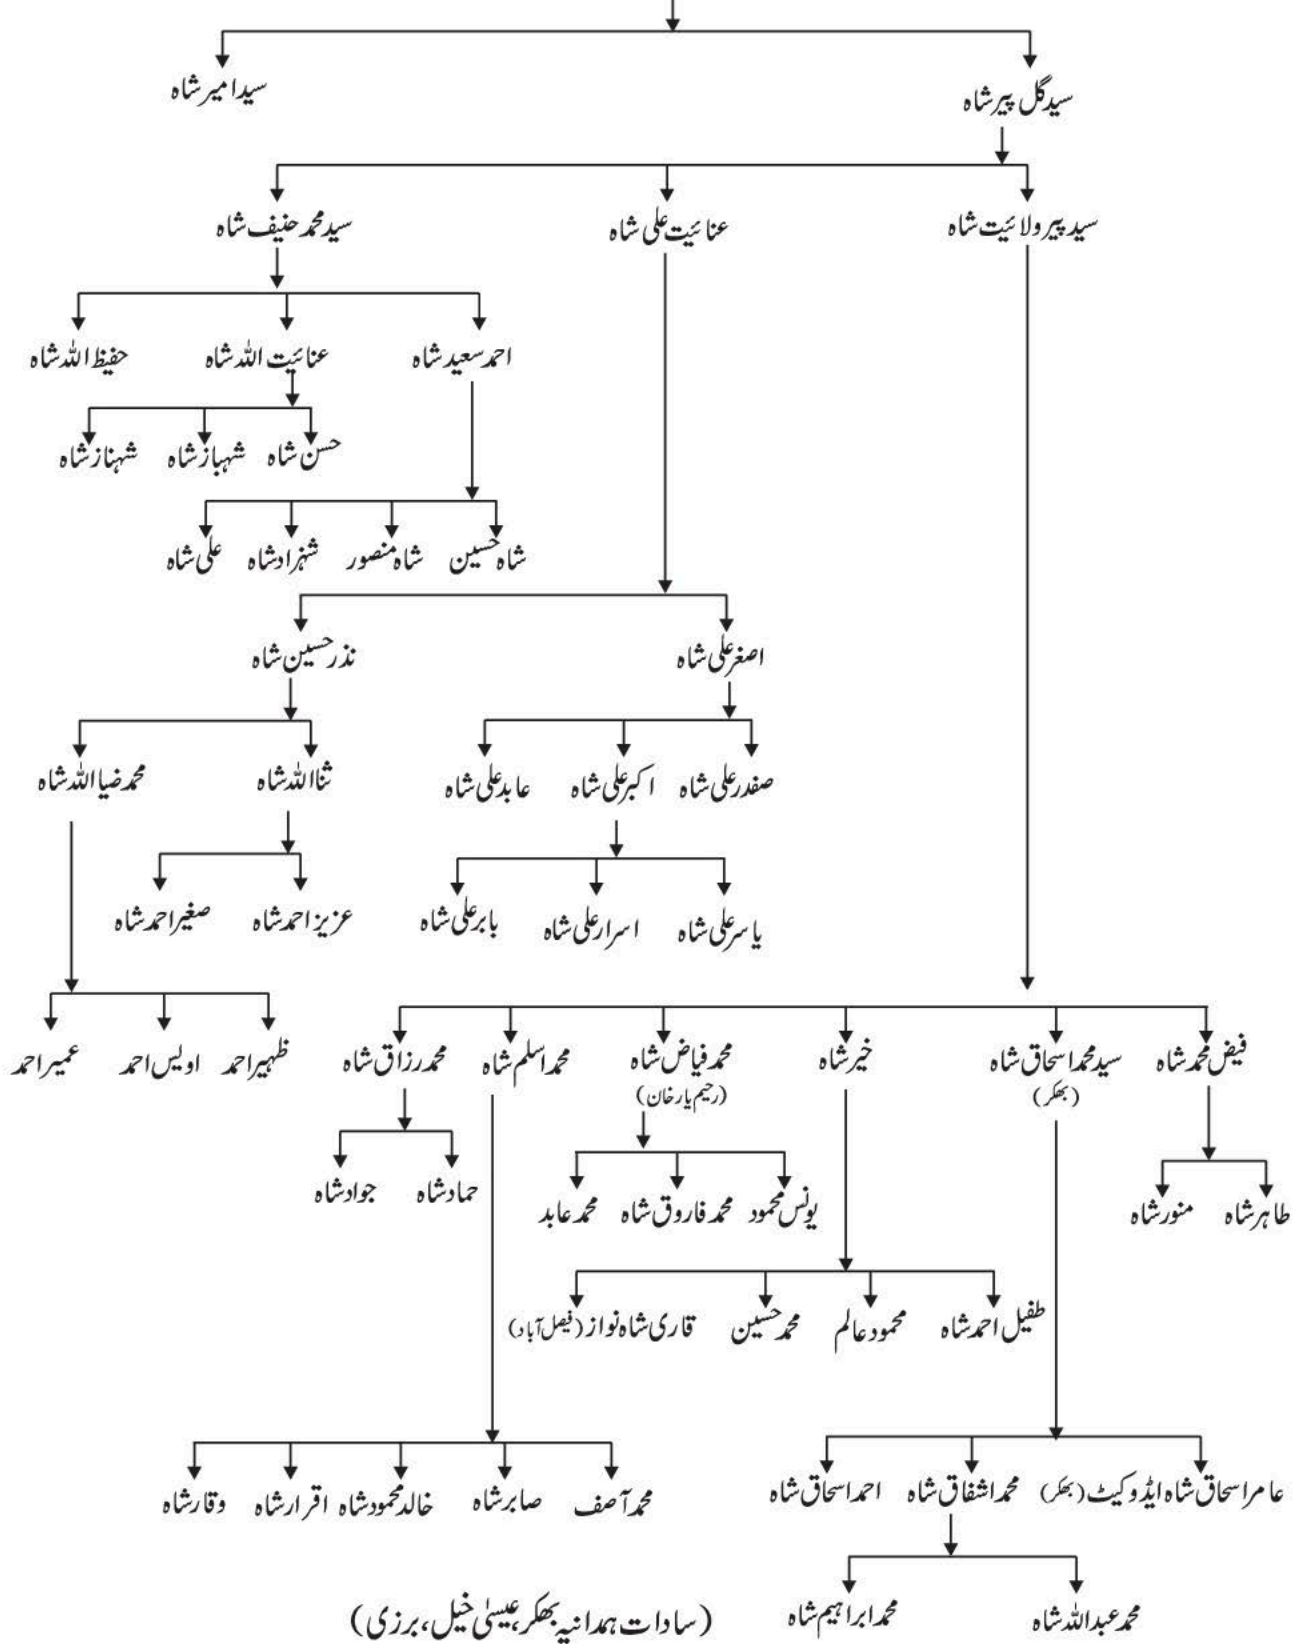 سید گل پیر شاہ سید امیر شاہ
سید پیر ولائیت شاہ عنائیت علی شاہ سید محمد حنیف شاہ
احمد سعید شاہ عنائیت اللہ شاہ حفیظ اللہ شاہ
حسن شاہ شہباز شاہ شہناز شاہ
شاہ حسین شاہ منصور شہزاد شاہ علی شاہ
اصغر علی شاہ نذر حسین شاہ
صفدر علی شاہ اکبر علی شاہ عابد علی شاہ ثنا اللہ شاہ محمد ضیا اللہ شاہ
یاسر علی شاہ اسرار علی شاہ بابر علی شاہ عزیز احمد شاہ صغیر احمد شاہ
فیض محمد شاہ سید محمد اسحاق شاہ خیر شاہ محمد فیاض شاہ محمد اسلم شاہ محمد رزاق شاہ ظہیر احمد اویس احمد عمیر احمد
(بھکر) (رحیم یار خان)
طاہر شاہ منور شاہ یونس محمود محمد فاروق شاہ محمد عابد حماد شاہ جواد شاہ
طفیل احمد شاہ محمود عالم محمد حسین قاری شاہ نواز (فیصل آباد)
عامر اسحاق شاہ ایڈوکیٹ (بھکر) محمد اشفاق شاہ احمد اسحاق شاہ محمد آصف صابر شاہ خالد محمود شاہ اقرار شاہ وقار شاہ
محمد عبداللہ شاہ محمد ابراہیم شاہ
(سادات ہمدانیہ بھکر، عیسیٰ خیل، برزی)